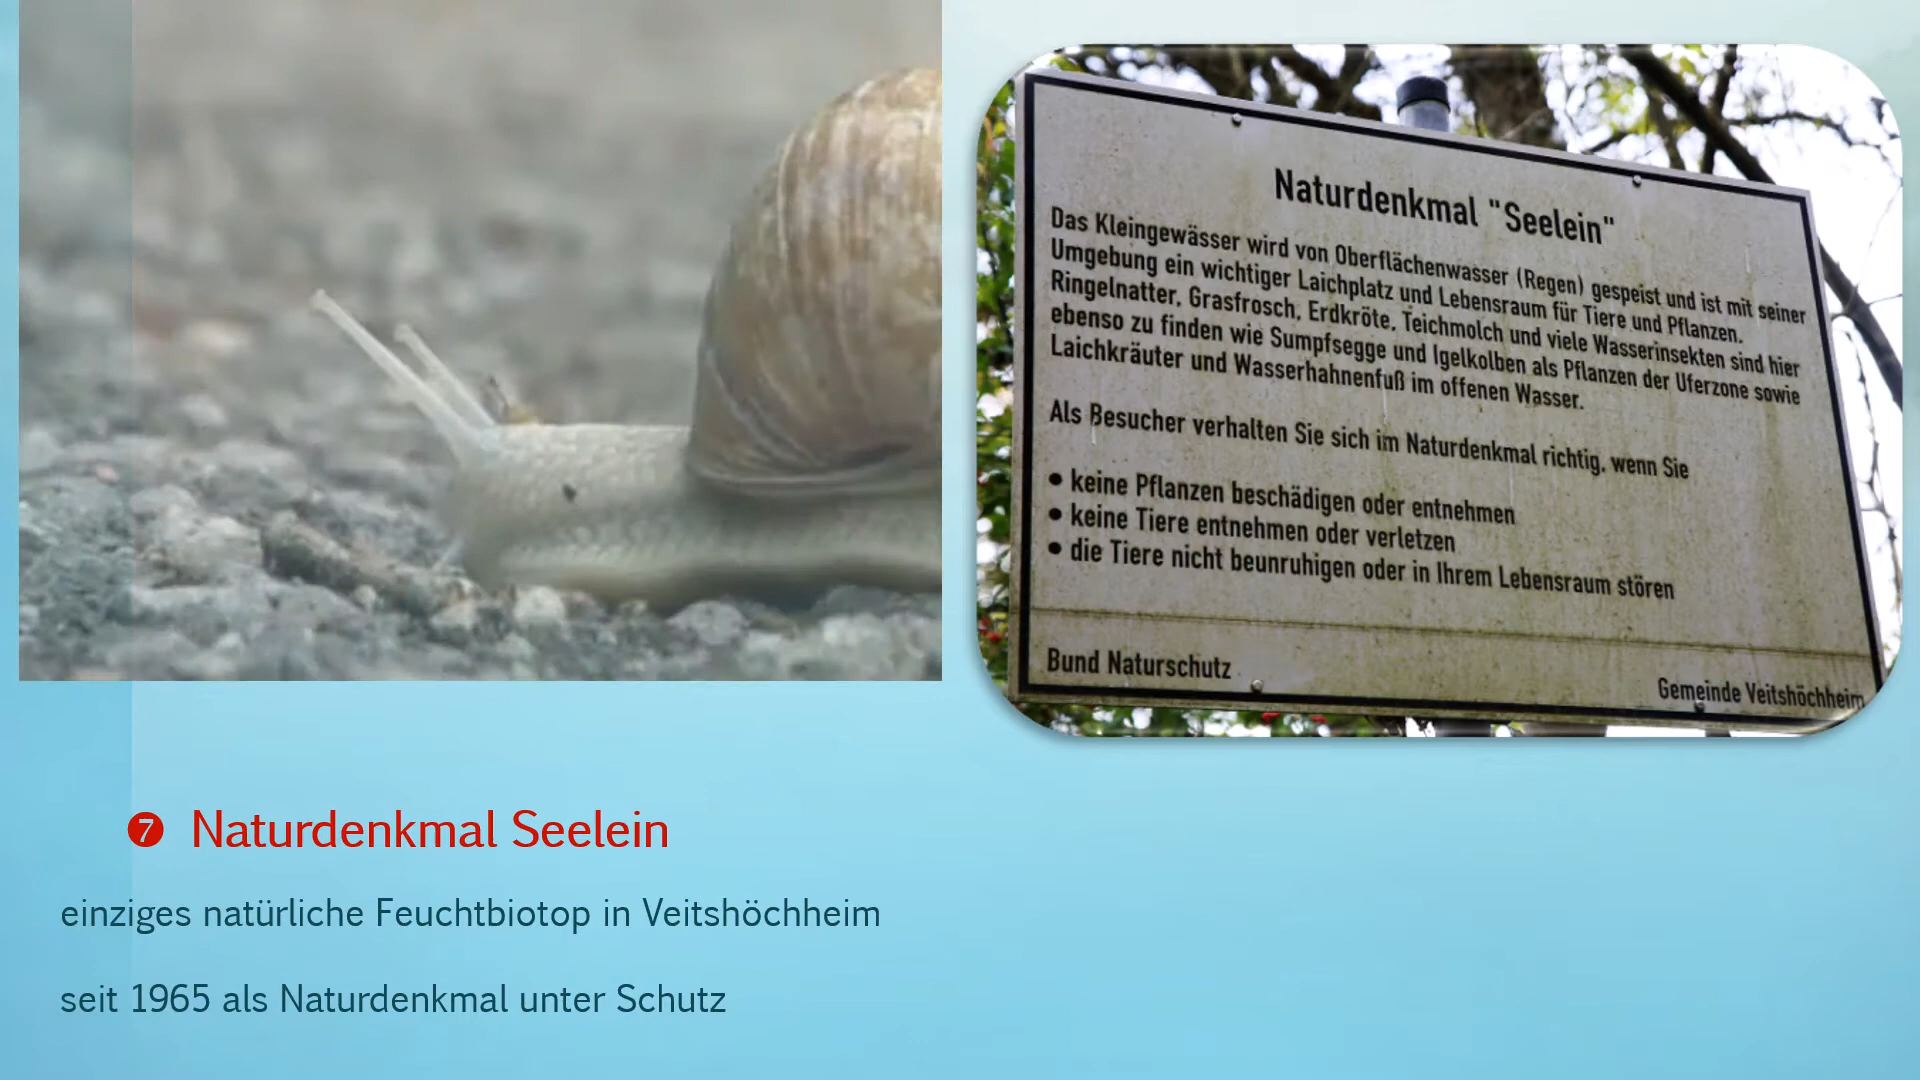 Naturdenkmal "Seelein"
Das Kleingewässer wird von Oberflächenwasser (Regen) gespeist und ist mit seiner
Umgebung ein wichtiger Laichplatz und Lebensraum für Tiere und Pflanzen.
Ringelnatter, Grasfrosch, Erdkröte, Teichmolch und viele Wasserinsekten sind hier
ebenso zu finden wie Sumpfsegge und Igelkolben als Pflanzen der Uferzone sowie
Laichkräuter und Wasserhahnenfuß im offenen Wasser.
Als Besucher verhalten Sie sich im Naturdenkmal richtig, wenn Sie
• keine Pflanzen beschädigen oder entnehmen
• keine Tiere entnehmen oder verletzen
• die Tiere nicht beunruhigen oder in Ihrem Lebensraum stören
Bund Naturschutz
Gemeinde Veitshöchheim
❼ Naturdenkmal Seelein
einziges natürliche Feuchtbiotop in Veitshöchheim
seit 1965 als Naturdenkmal unter Schutz